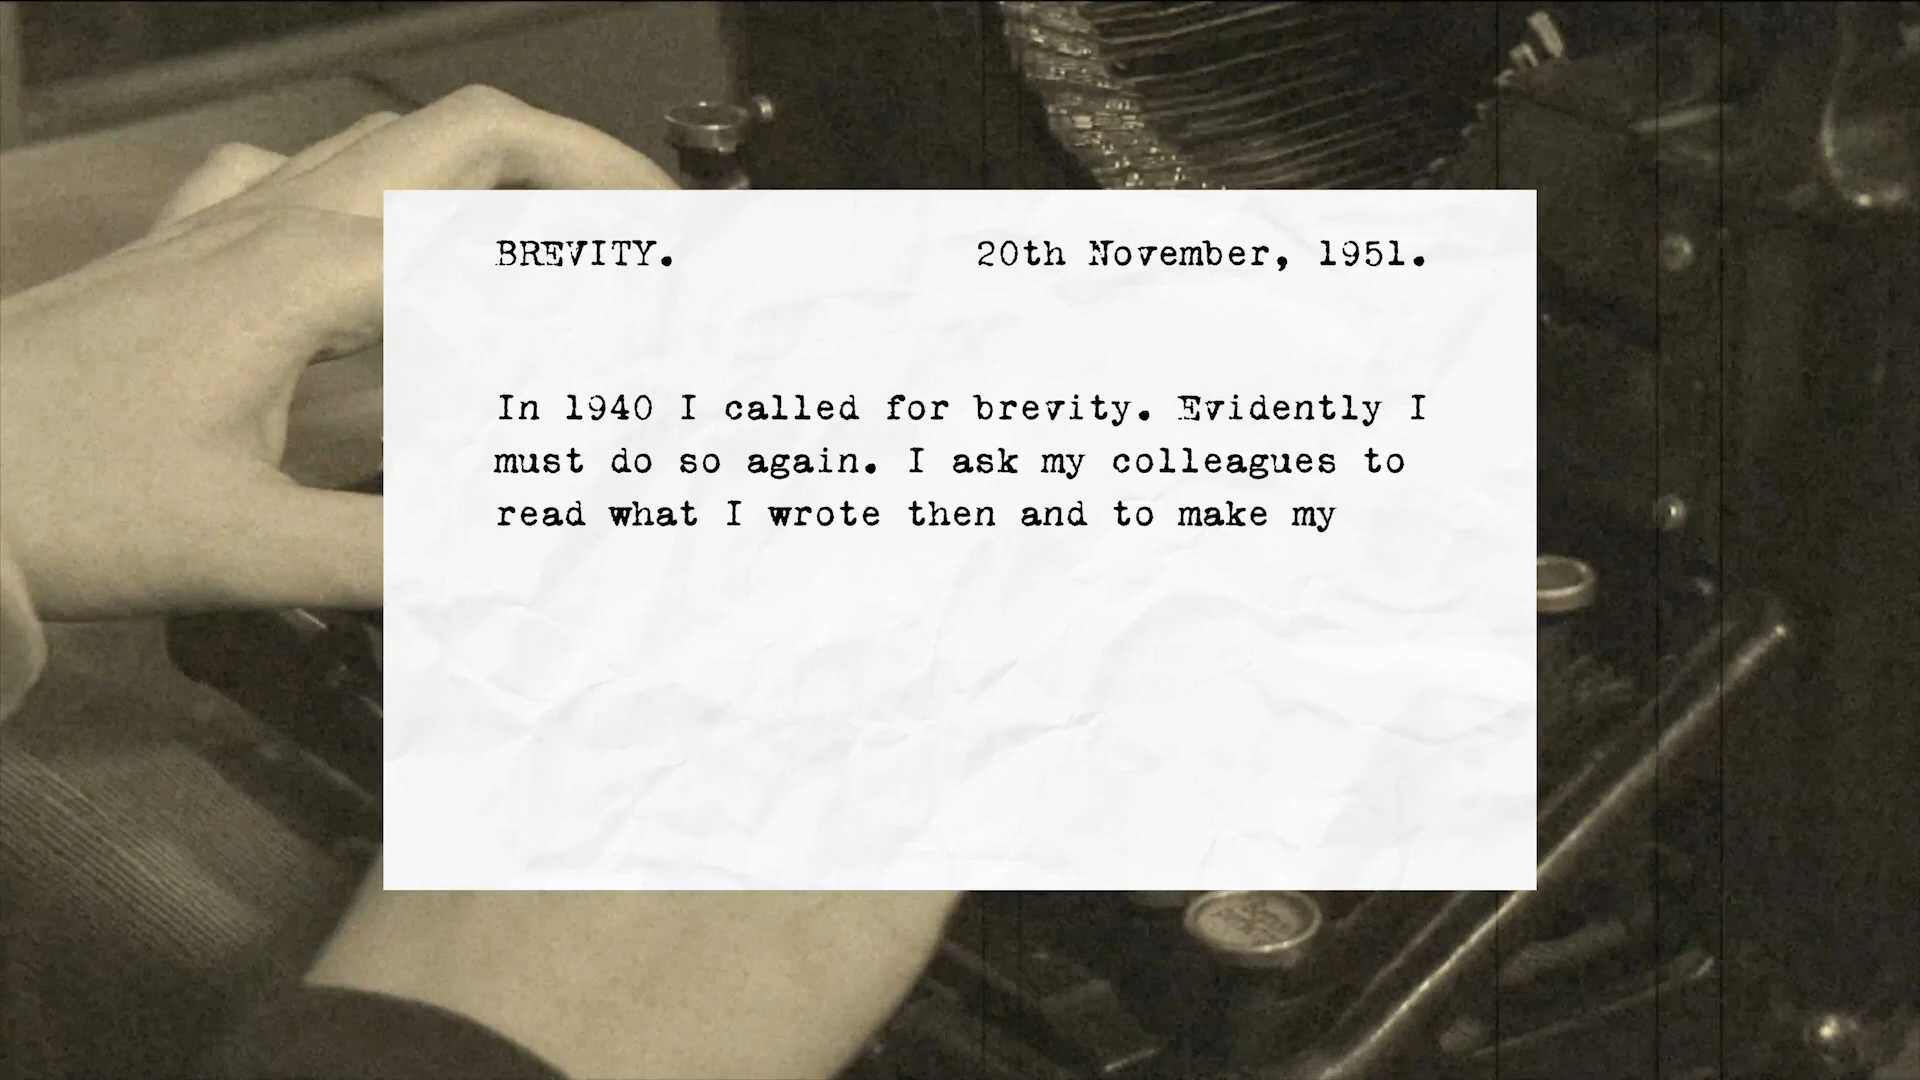 BREVITY. 20th November, 1951.
In 1940 I called for brevity. Evidently I
must do so again. I ask my colleagues to
read what I wrote then and to make my